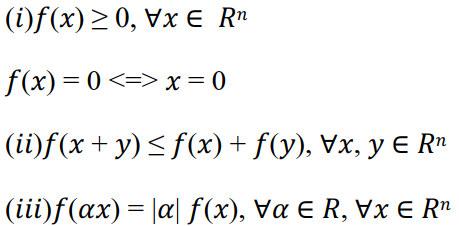 (i)f(x) ≥ 0, ∀x ∈ Rⁿ
f(x) = 0 <=> x = 0
(ii)f(x + y) ≤ f(x) + f(y), ∀x, y ∈ Rⁿ
(iii)f(αx) = |α| f(x), ∀α ∈ R, ∀x ∈ Rⁿ